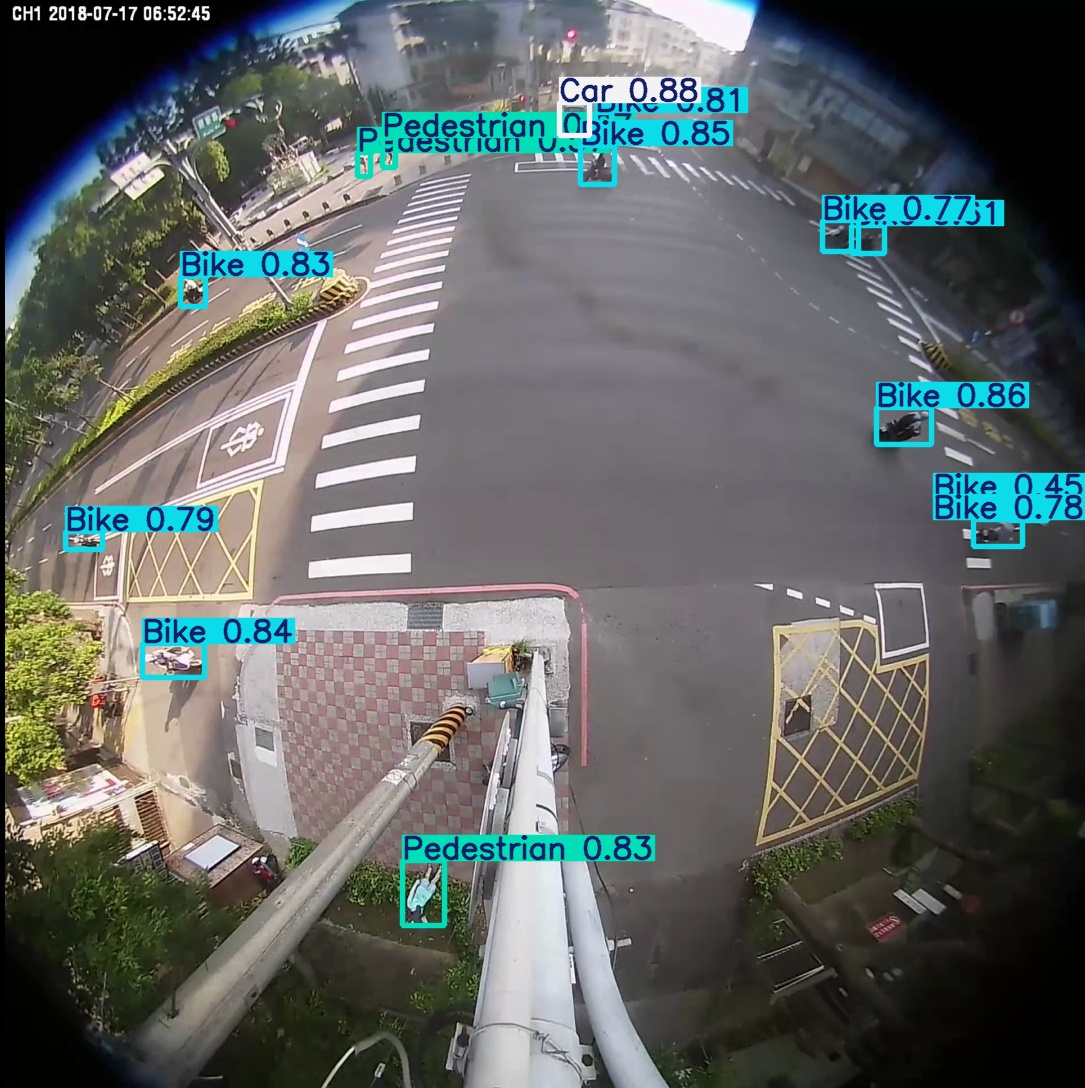 CH1 2018-07-17 06:52:45
Car 0.88
Bike 0.81
Pedestrian
Bike 0.85
Pedestrian
Bike 0.77
Bike 0.83
Bike 0.86
Bike 0.45
Bike 0.78
Bike 0.79
Bike 0.84
Pedestrian 0.83